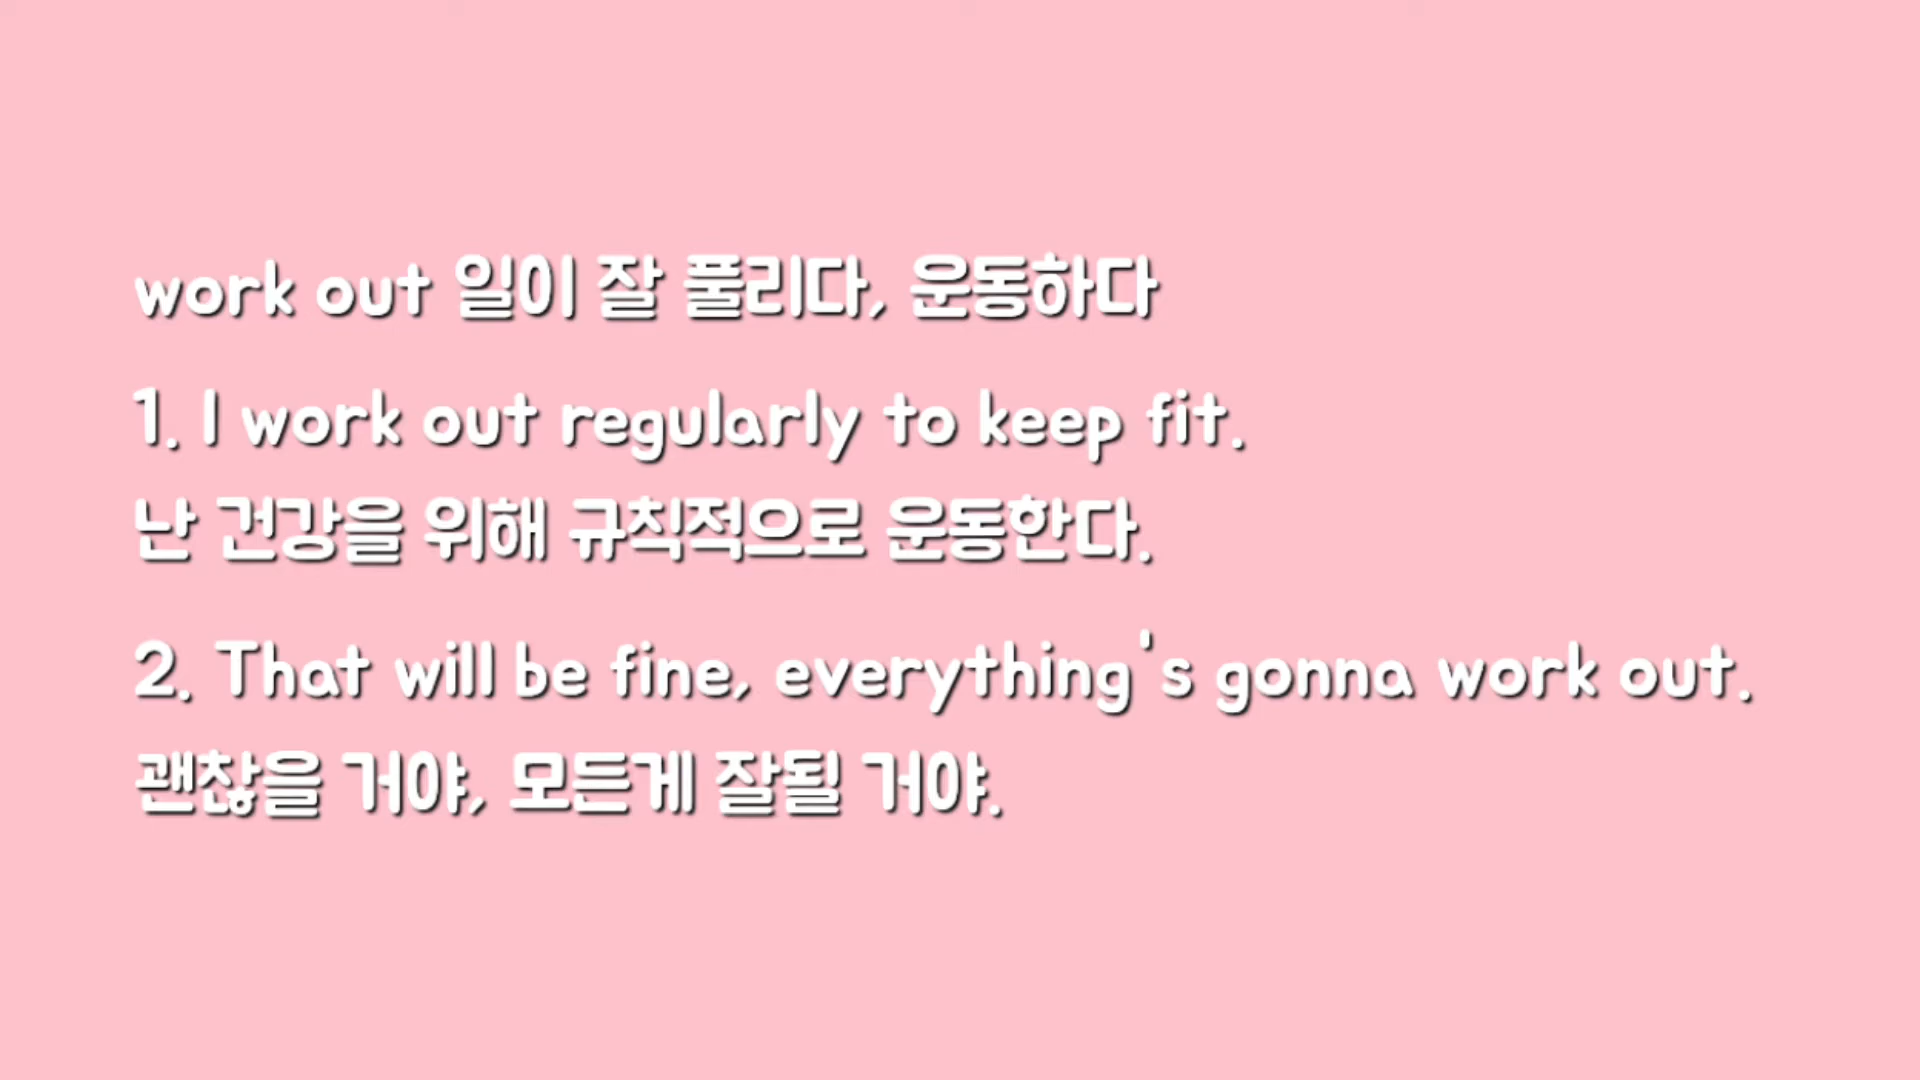 work out 일이 잘 풀리다, 운동하다
1. I work out regularly to keep fit.
난 건강을 위해 규칙적으로 운동한다.
2. That will be fine, everything's gonna work out.
괜찮을 거야, 모든게 잘될 거야.